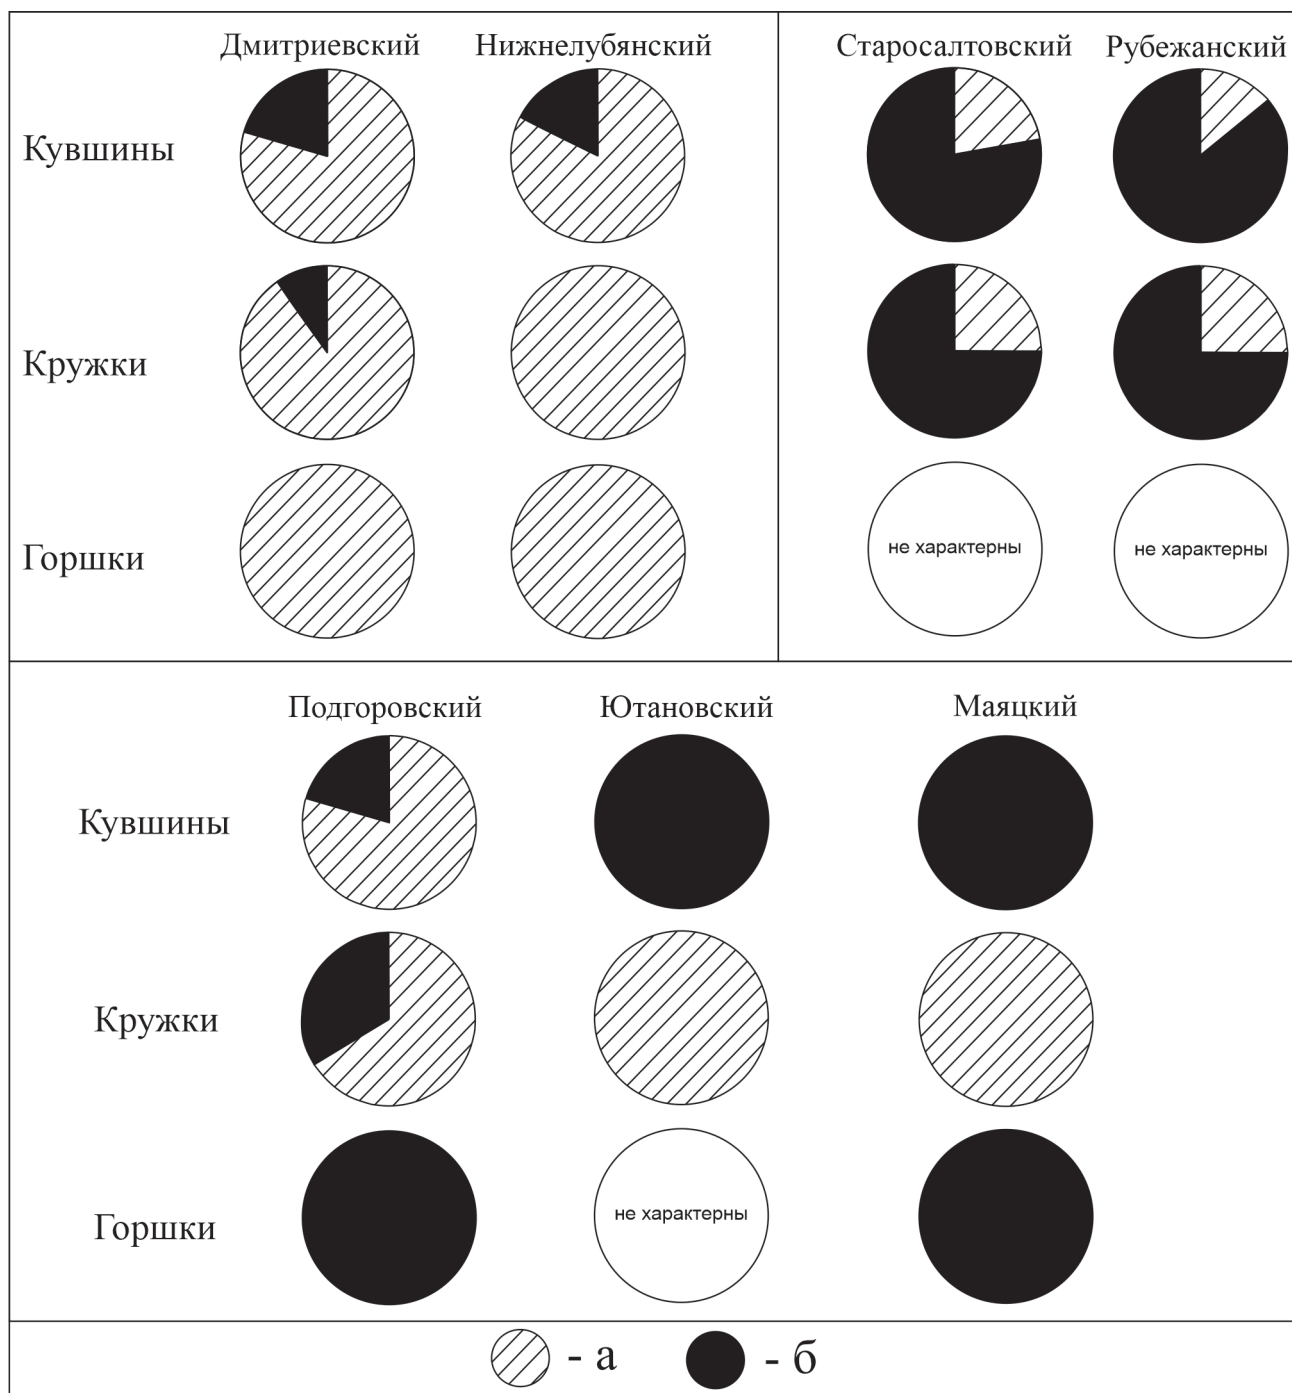 Дмитриевский Нижнелубянский Старосалтовский Рубежанский
Кувшины
Кружки
Горшки не характерны не характерны
Подгоровский Ютановский Маяцкий
Кувшины
Кружки
Горшки не характерны
- а - б